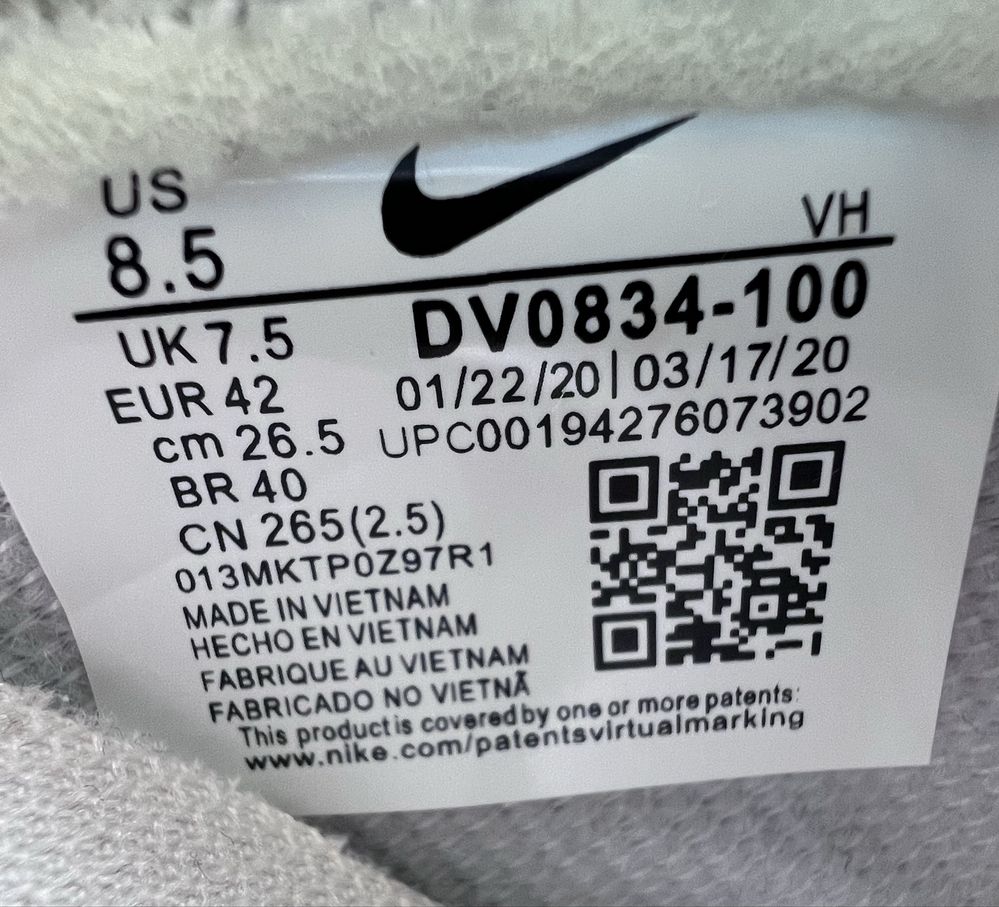 US
8.5
VH
UK 7.5
DV0834-100
EUR 42
01/22/20 | 03/17/20
cm 26.5
UPC00194276073902
BR 40
CN 265(2.5)
013MKTP0Z97R1
MADE IN VIETNAM
HECHO EN VIETNAM
FABRIQUE AU VIETNAM
FABRICADO NO VIETNÃ
This product is covered by one or more patents:
www.nike.com/patentsvirtualmarking